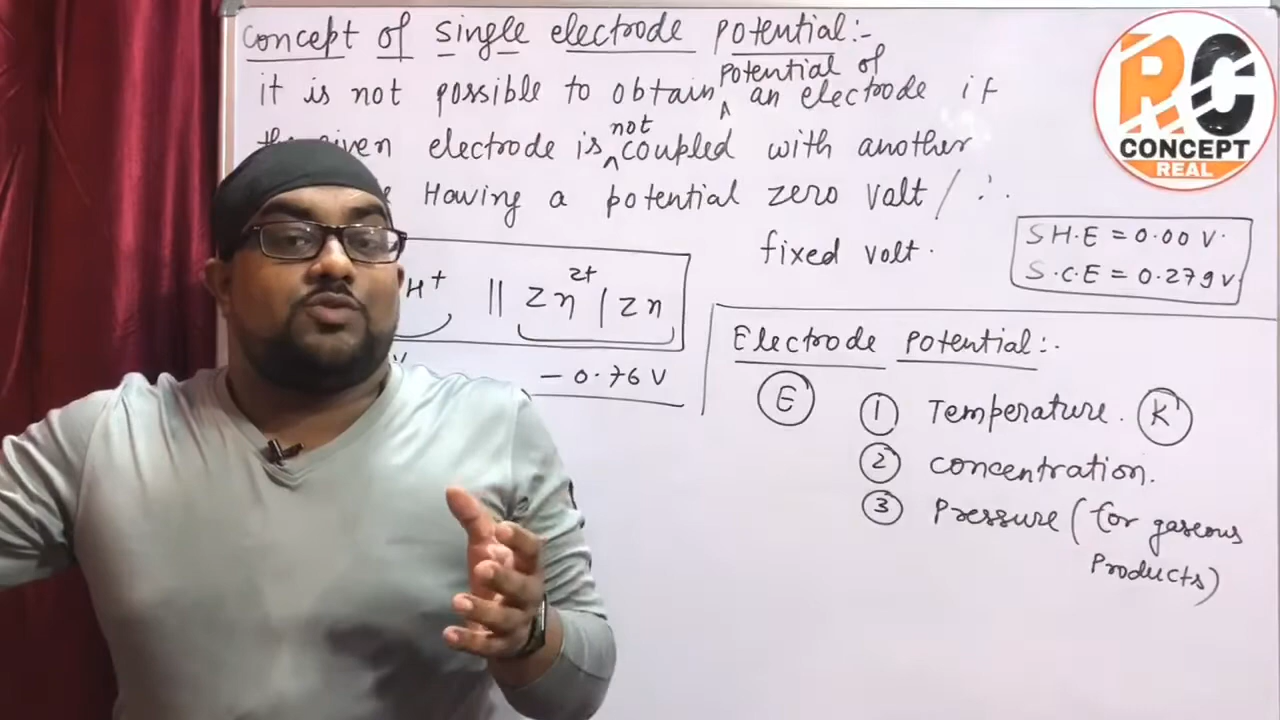 concept of single electrode potential:-
potential of
it is not possible to obtain ^ an electrode if
not
electrode is ^ coupled with another
Having a potential zero volt / ∴
fixed volt.
S.H.E = 0.00 V.
S.C.E = 0.279 V
H+ || Zn2+ | Zn
V
- 0.76 V
Electrode potential:-
E
1 Temperature. K
2 concentration.
3 Pressure (for gaseous
Products)
RC
CONCEPT
REAL